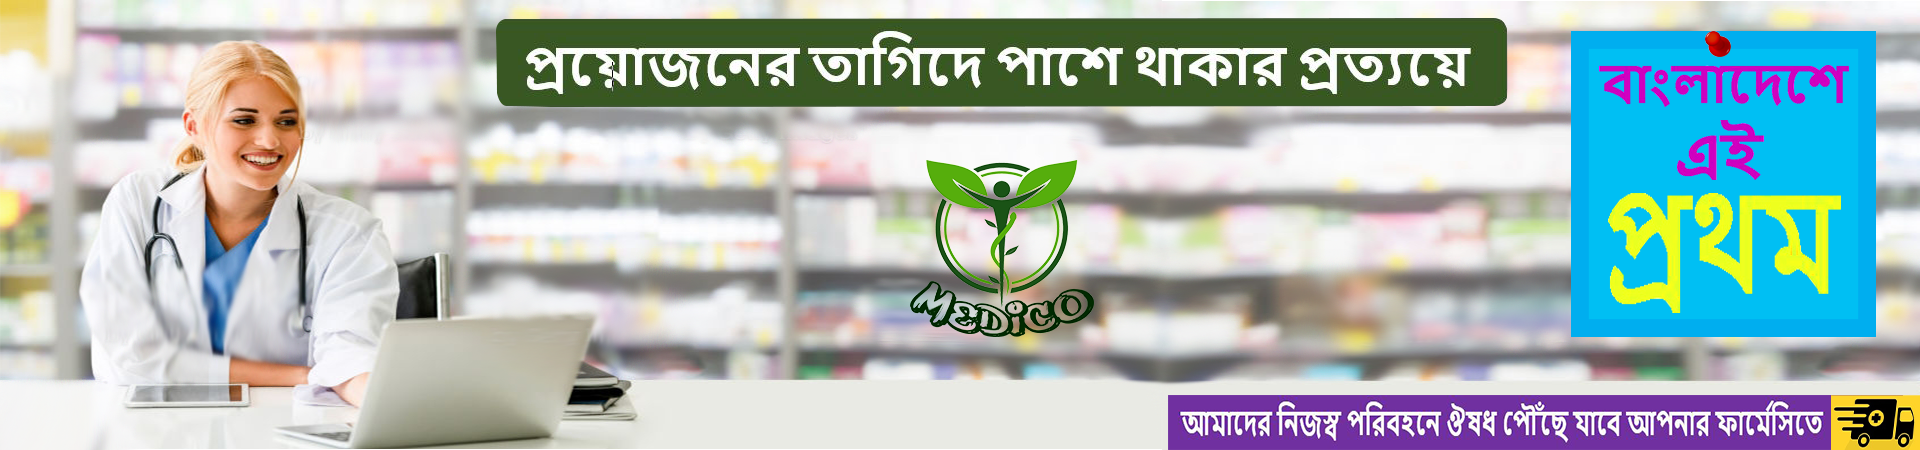 প্রয়োজনের তাগিদে পাশে থাকার প্রত্যয়ে
বাংলাদেশে
এই
প্রথম
MEDICO
আমাদের নিজস্ব পরিবহনে ঔষধ পৌঁছে যাবে আপনার ফার্মেসিতে